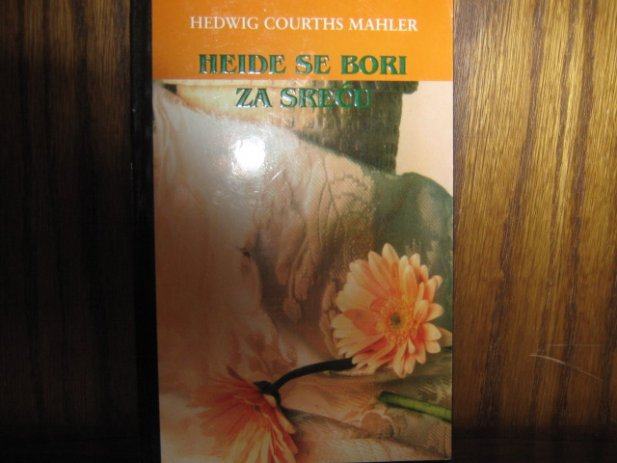 HEDWIG COURTHS MAHLER
HEIDE SE BORI
ZA SREĆU